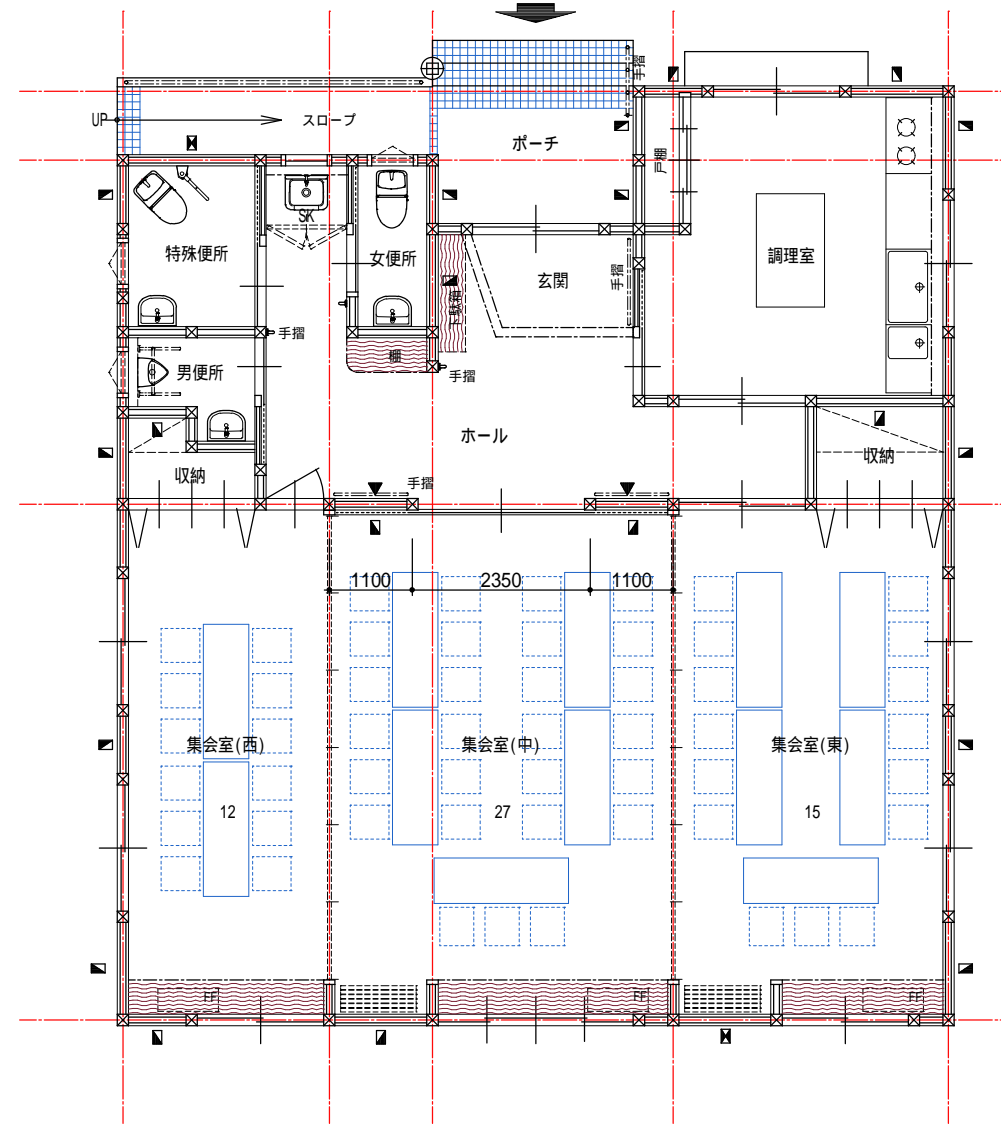 手摺
UP
スロープ
ポーチ
戸棚
SK
特殊便所
女便所
玄関
手摺
調理室
下駄箱
手摺
棚
男便所
手摺
ホール
収納
収納
手摺
1100
2350
1100
集会室(西)
集会室(中)
集会室(東)
12
27
15
FF
FF
FF